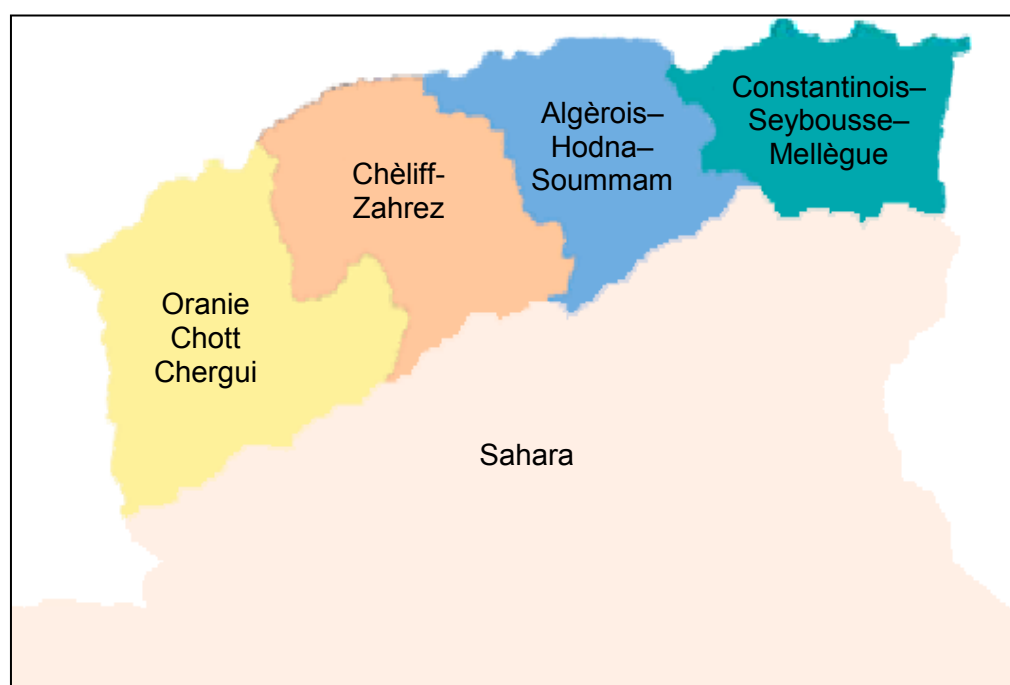 Constantinois–
Seybousse–
Mellègue
Algèrois–
Hodna–
Soummam
Chèliff-
Zahrez
Oranie
Chott
Chergui
Sahara